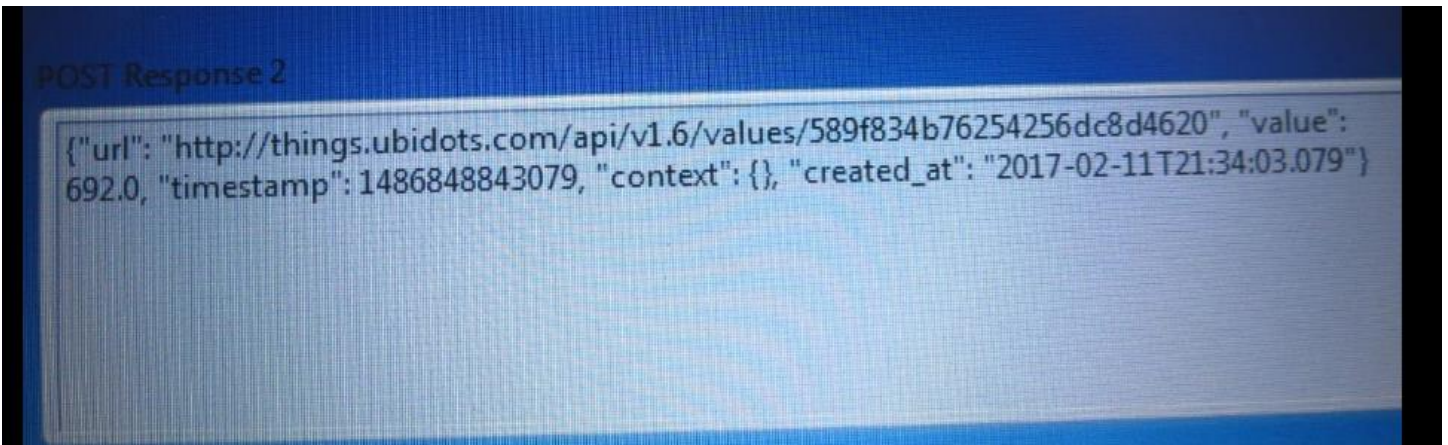 POST Response 2
{"url": "http://things.ubidots.com/api/v1.6/values/589f834b76254256dc8d4620", "value":
692.0, "timestamp": 1486848843079, "context": {}, "created_at": "2017-02-11T21:34:03.079"}